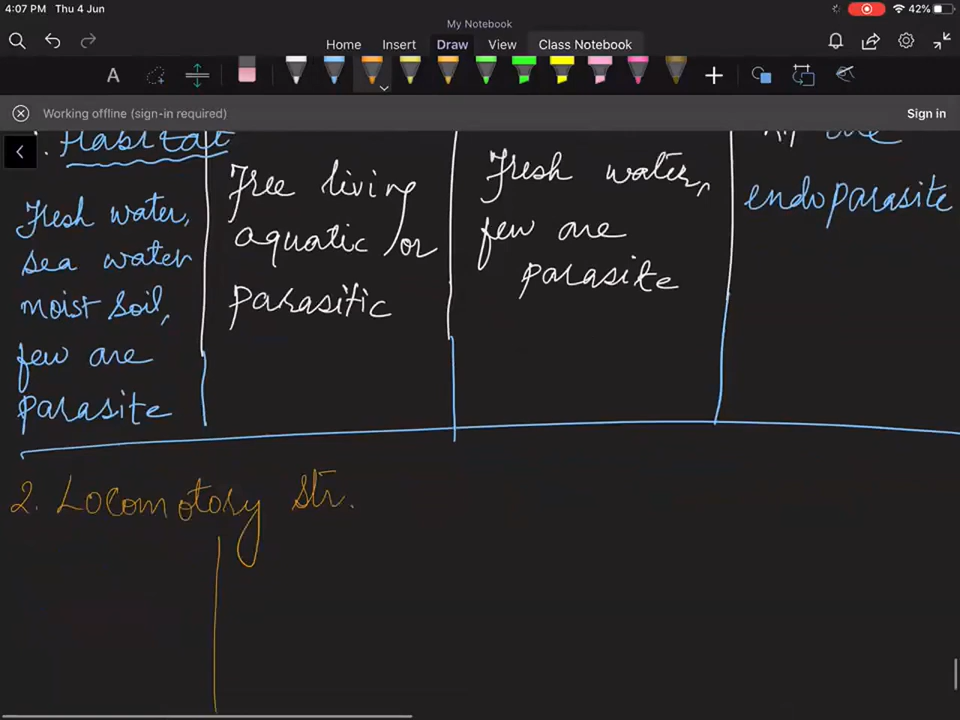 4:07 PM Thu 4 Jun
42%
My Notebook
Home Insert Draw View Class Notebook
A
Working offline (sign-in required)
Sign in
. Habitat
Fresh water,
sea water
moist soil,
few are
parasite
Free living
aquatic or
parasitic
Fresh water,
few are
parasite
are
endoparasite
2. Locomotory Str.